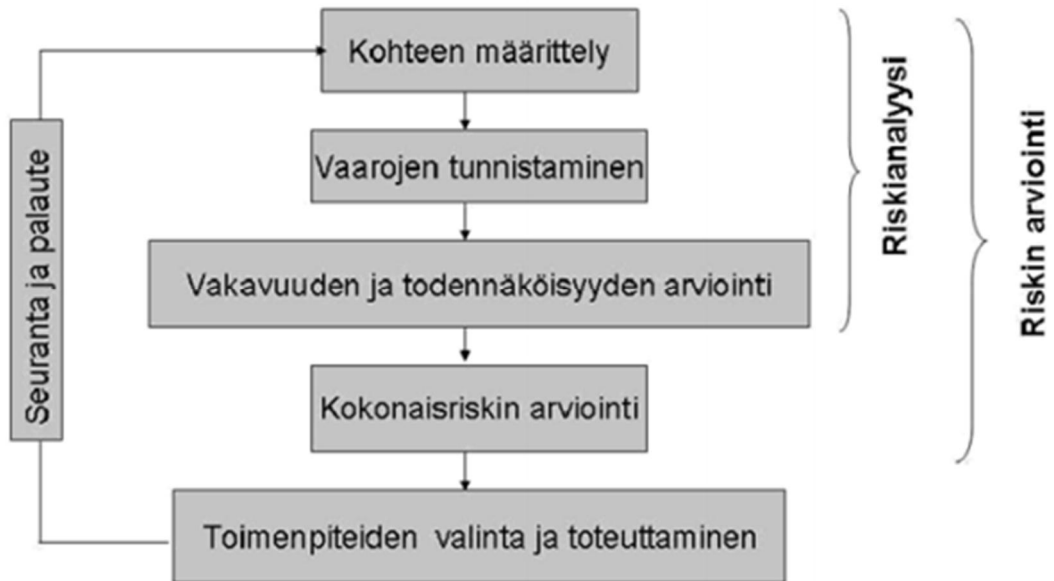 Kohteen määrittely
Vaarojen tunnistaminen
Vakavuuden ja todennäköisyyden arviointi
Kokonaisriskin arviointi
Toimenpiteiden valinta ja toteuttaminen
Seuranta ja palaute
Riskianalyysi
Riskin arviointi